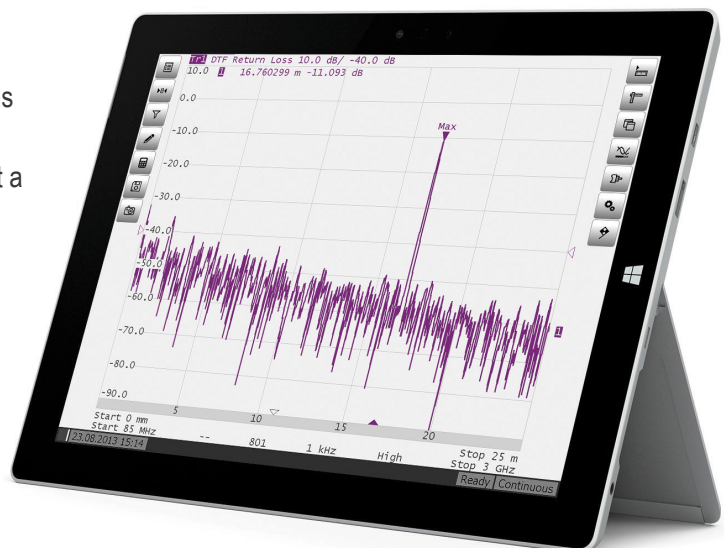 s
t a
Tr1 DTF Return Loss 10.0 dB/ -40.0 dB
10.0 1 16.760299 m -11.093 dB
0.0
Max
-10.0
-20.0
-30.0
-40.0
-50.0
-60.0
1
-70.0
-80.0
-90.0
5 10 15 20
Start 0 mm Stop 25 m
Start 85 MHz -- 801 1 kHz High Stop 3 GHz
23.08.2013 15:14 Ready Continuous